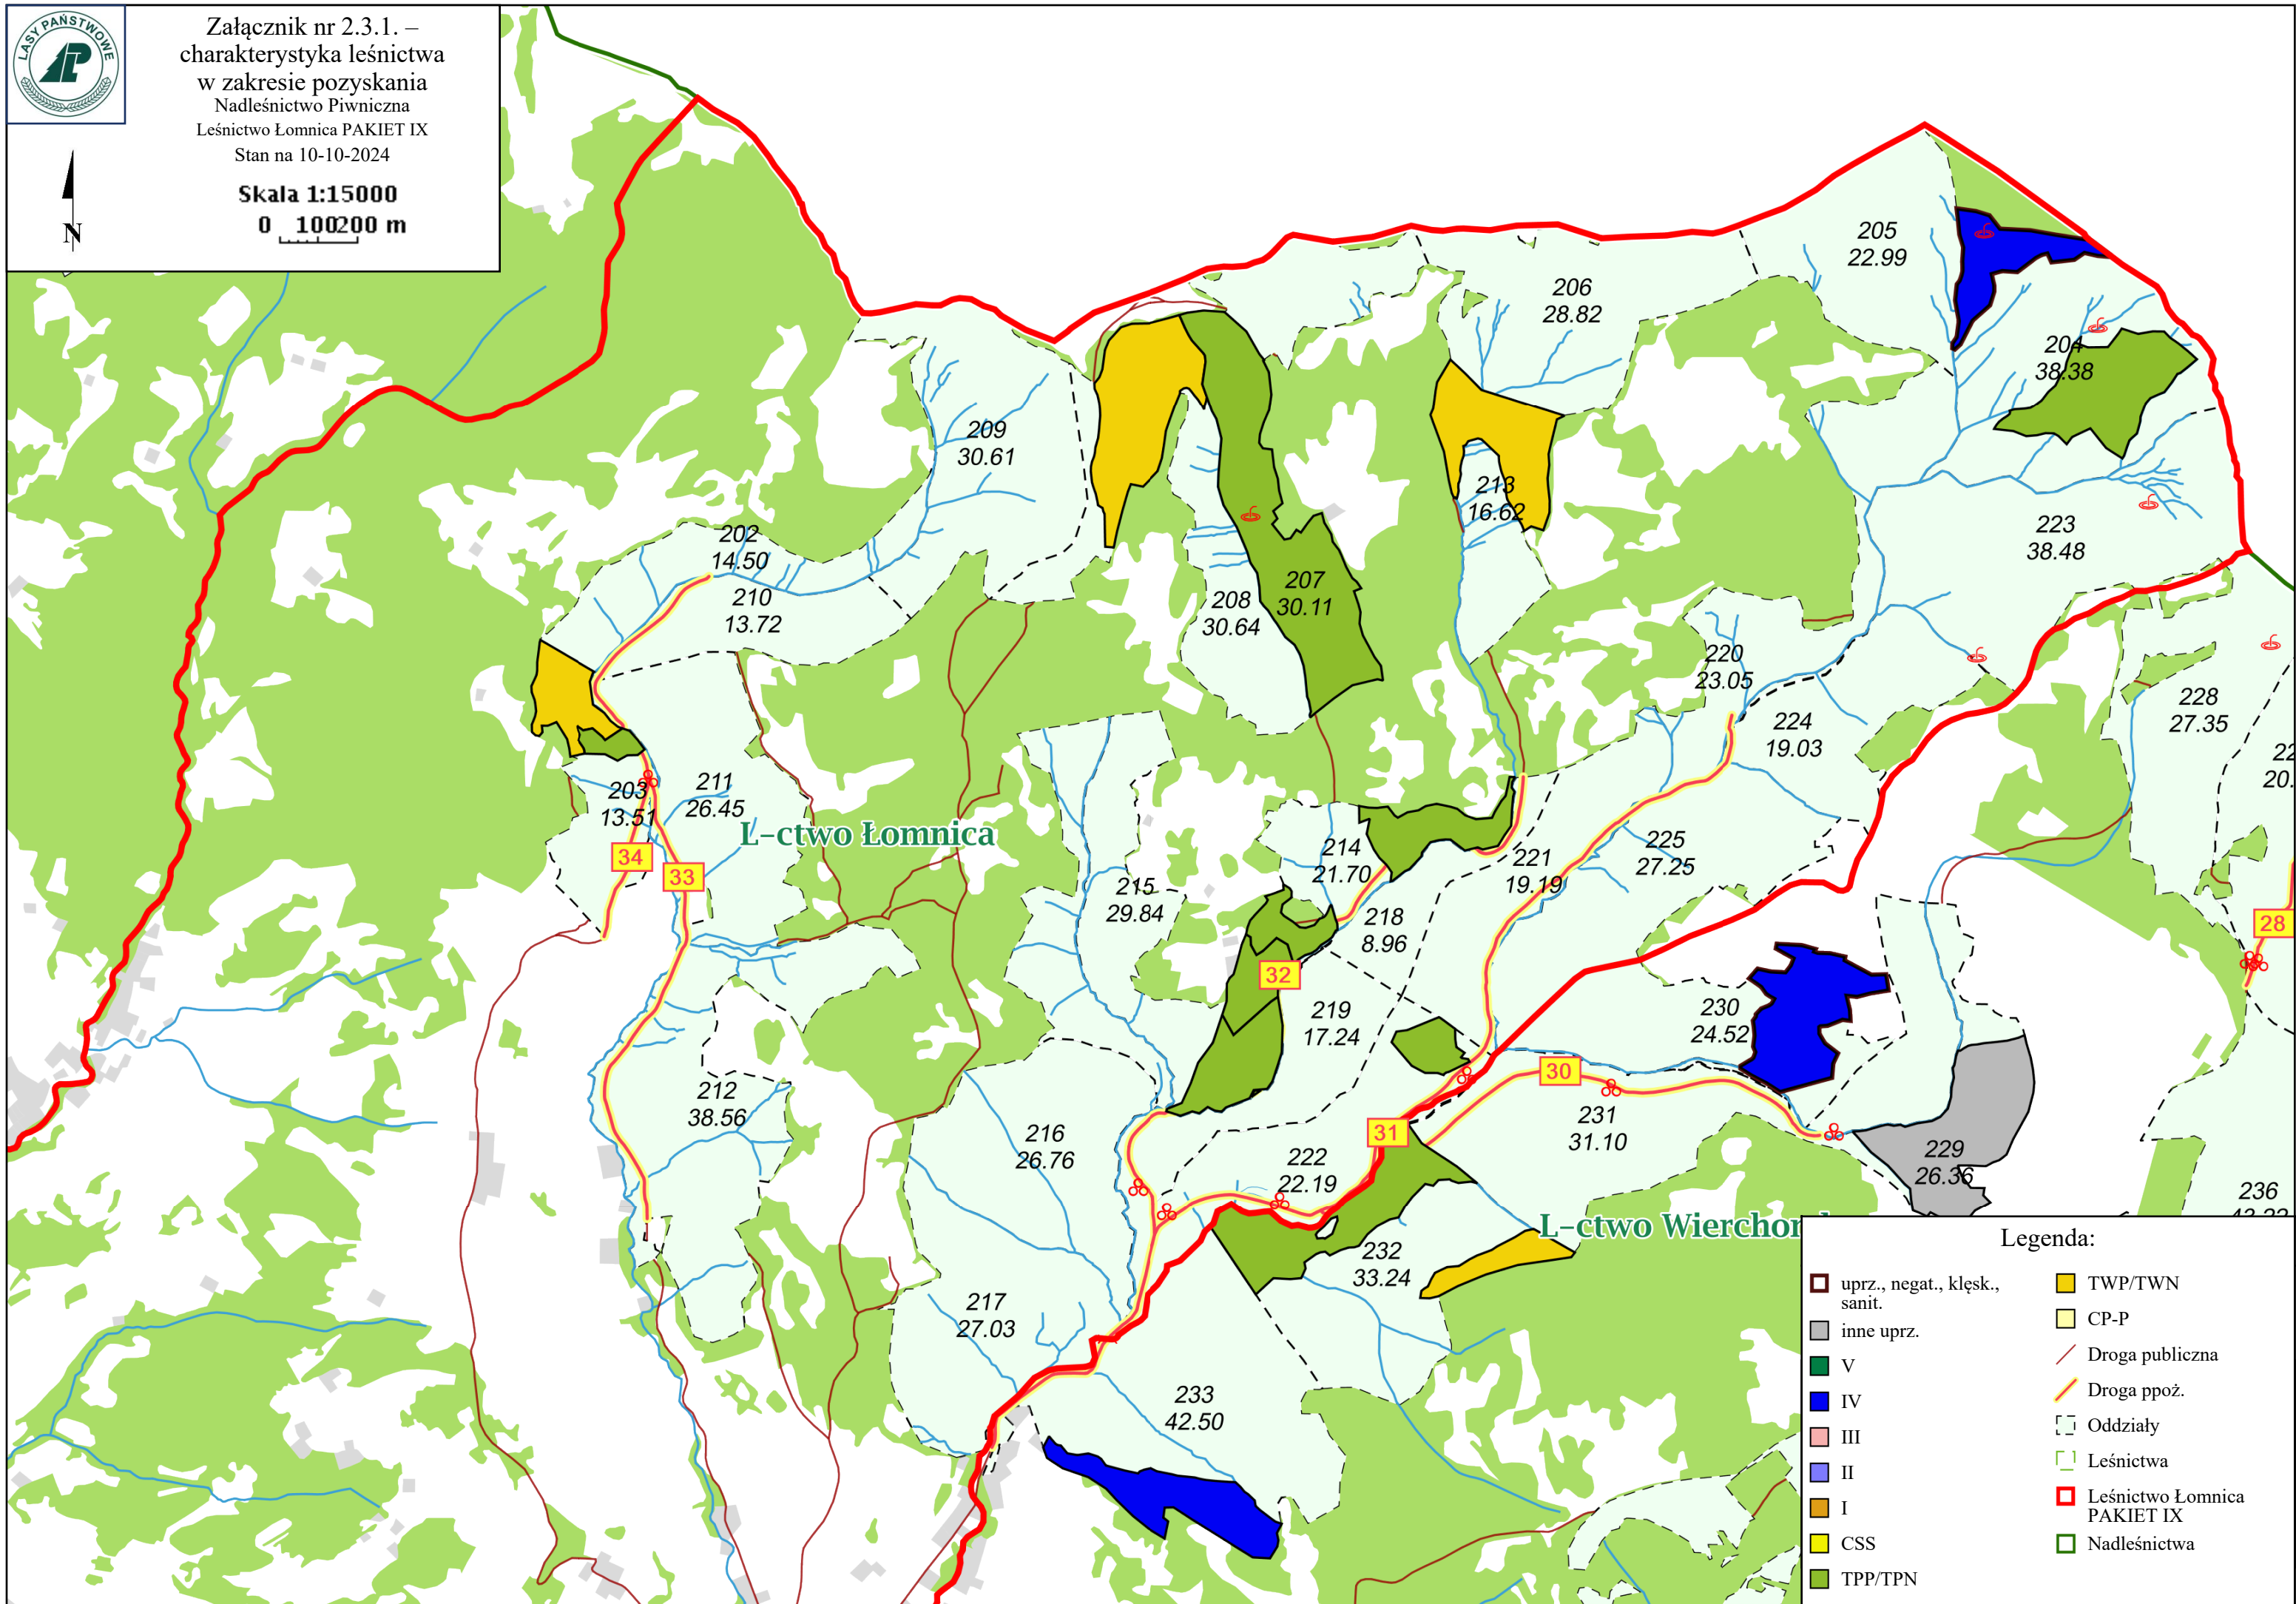 LASY PAŃSTWOWE
Załącznik nr 2.3.1. –
charakterystyka leśnictwa
w zakresie pozyskania
Nadleśnictwo Piwniczna
Leśnictwo Łomnica PAKIET IX
Stan na 10-10-2024
Skala 1:15000
0 100200 m
N
205
22.99
206
28.82
204
38.38
209
30.61
213
16.62
223
38.48
202
14.50
207
30.11
210
13.72
208
30.64
220
23.05
228
27.35
224
19.03
211
26.45
203
13.51
L-ctwo Łomnica
214
21.70
225
27.25
221
19.19
34
33
215
29.84
218
8.96
28
32
219
17.24
230
24.52
30
212
38.56
231
31.10
31
216
26.76
222
22.19
229
26.36
236
232
33.24
217
27.03
233
42.50
Legenda:
uprz., negat., klęsk.,
sanit.
inne uprz.
V
IV
III
II
I
CSS
TPP/TPN
TWP/TWN
CP-P
Droga publiczna
Droga ppoż.
Oddziały
Leśnictwa
Leśnictwo Łomnica
PAKIET IX
Nadleśnictwa